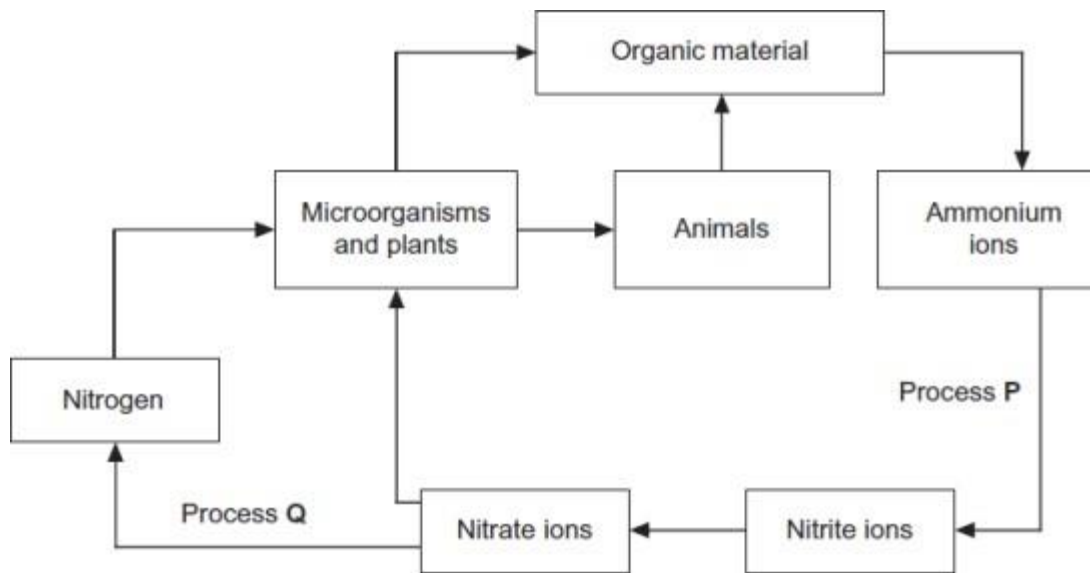 Organic material
Microorganisms
and plants
Animals
Ammonium
ions
Nitrogen
Process P
Process Q
Nitrate ions
Nitrite ions